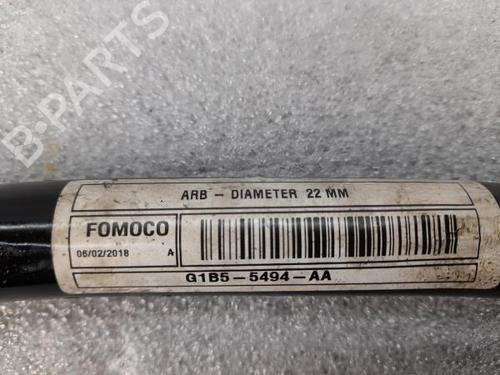 B-PARTS
ARB - DIAMETER 22 MM
FOMOCO
06/02/2018 A
G1B5-5494-AA